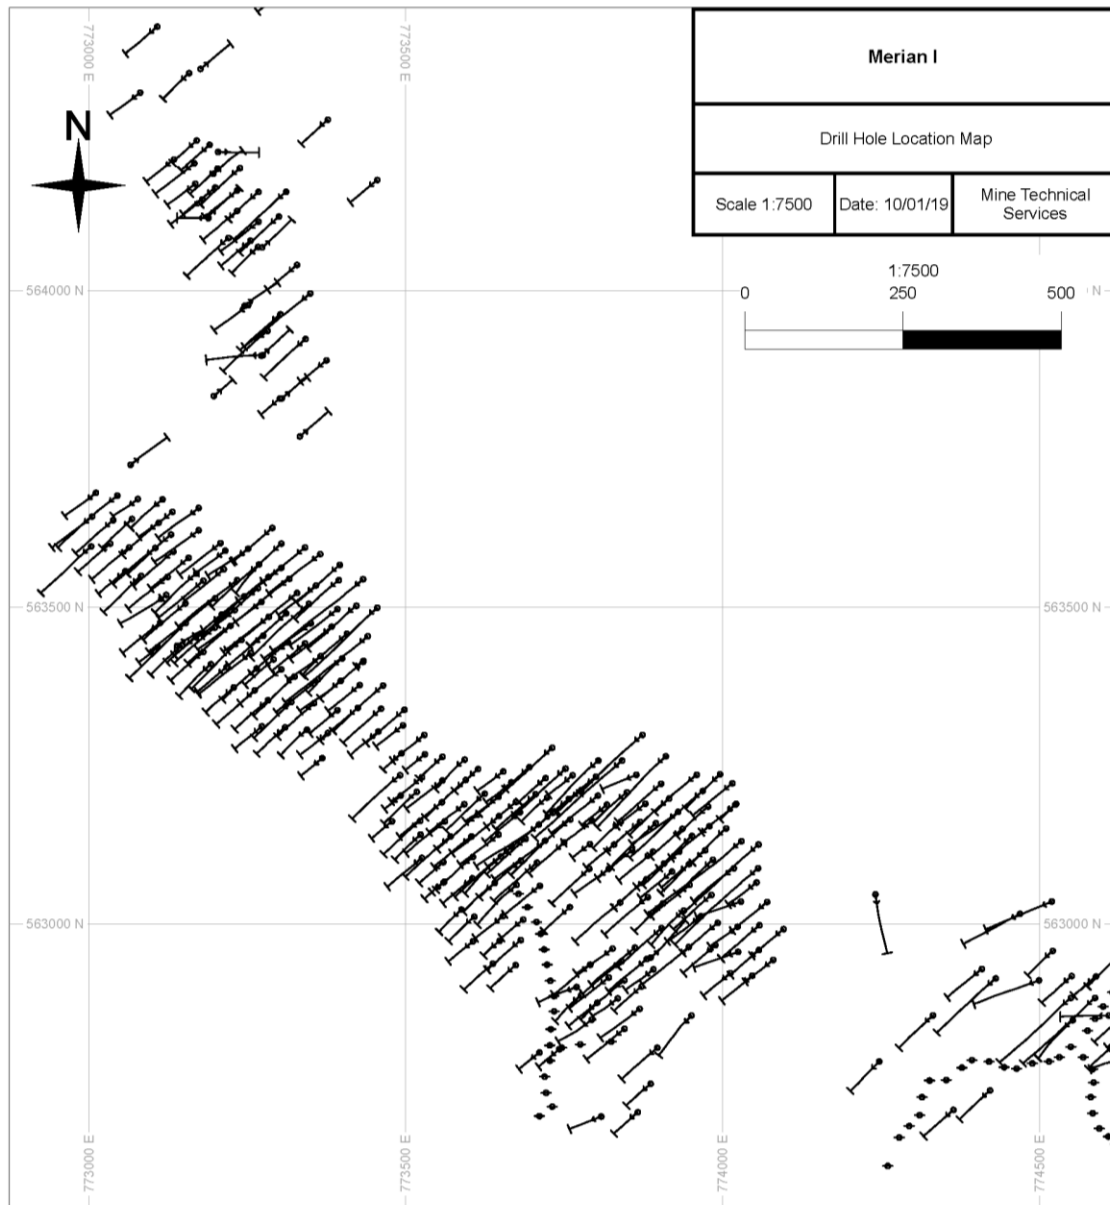 773000 E
773500 E
Merian I
Drill Hole Location Map
Scale 1:7500
Date: 10/01/19
Mine Technical
Services
N
1:7500
0
250
500
564000 N
N
563500 N
563500 N
563000 N
563000 N
773000 E
773500 E
774000 E
774500 E